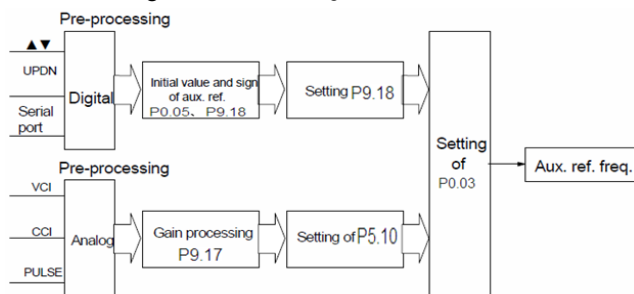 Pre-processing
▲▼
UPDN
Serial
port
Digital
Initial value and sign
of aux. ref.
P0.05、P9.18
Setting P9.18
Pre-processing
VCI
CCI
PULSE
Analog
Gain processing
P9.17
Setting of P5.10
Setting
of
P0.03
Aux. ref. freq.